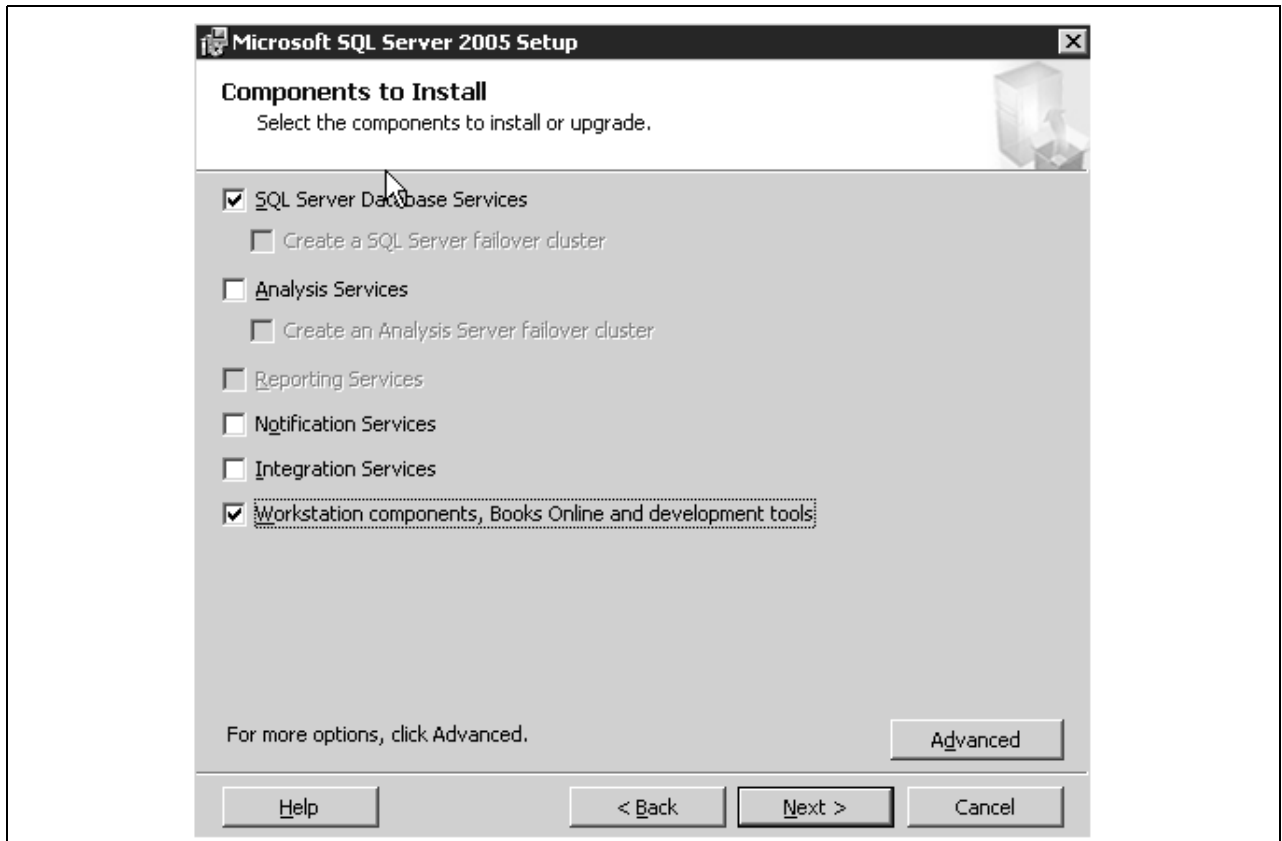 Microsoft SQL Server 2005 Setup
Components to Install
Select the components to install or upgrade.
SQL Server Database Services
Create a SQL Server failover cluster
Analysis Services
Create an Analysis Server failover cluster
Reporting Services
Notification Services
Integration Services
Workstation components, Books Online and development tools
For more options, click Advanced.
Advanced
Help
< Back
Next >
Cancel